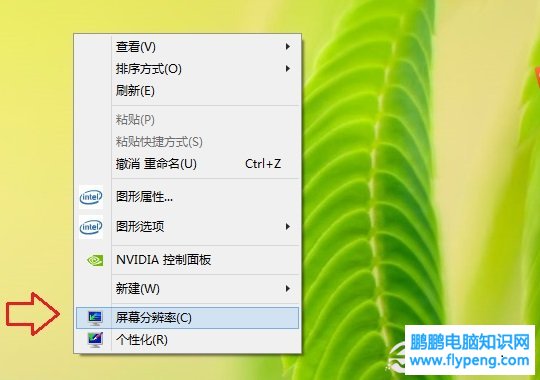 查看(V)
排序方式(O)
刷新(E)
粘贴(P)
粘贴快捷方式(S)
撤消 重命名(U) Ctrl+Z
intel 图形属性...
intel 图形选项
NVIDIA 控制面板
新建(W)
屏幕分辨率(C)
个性化(R)
鹏鹏电脑知识网
www.flypeng.com